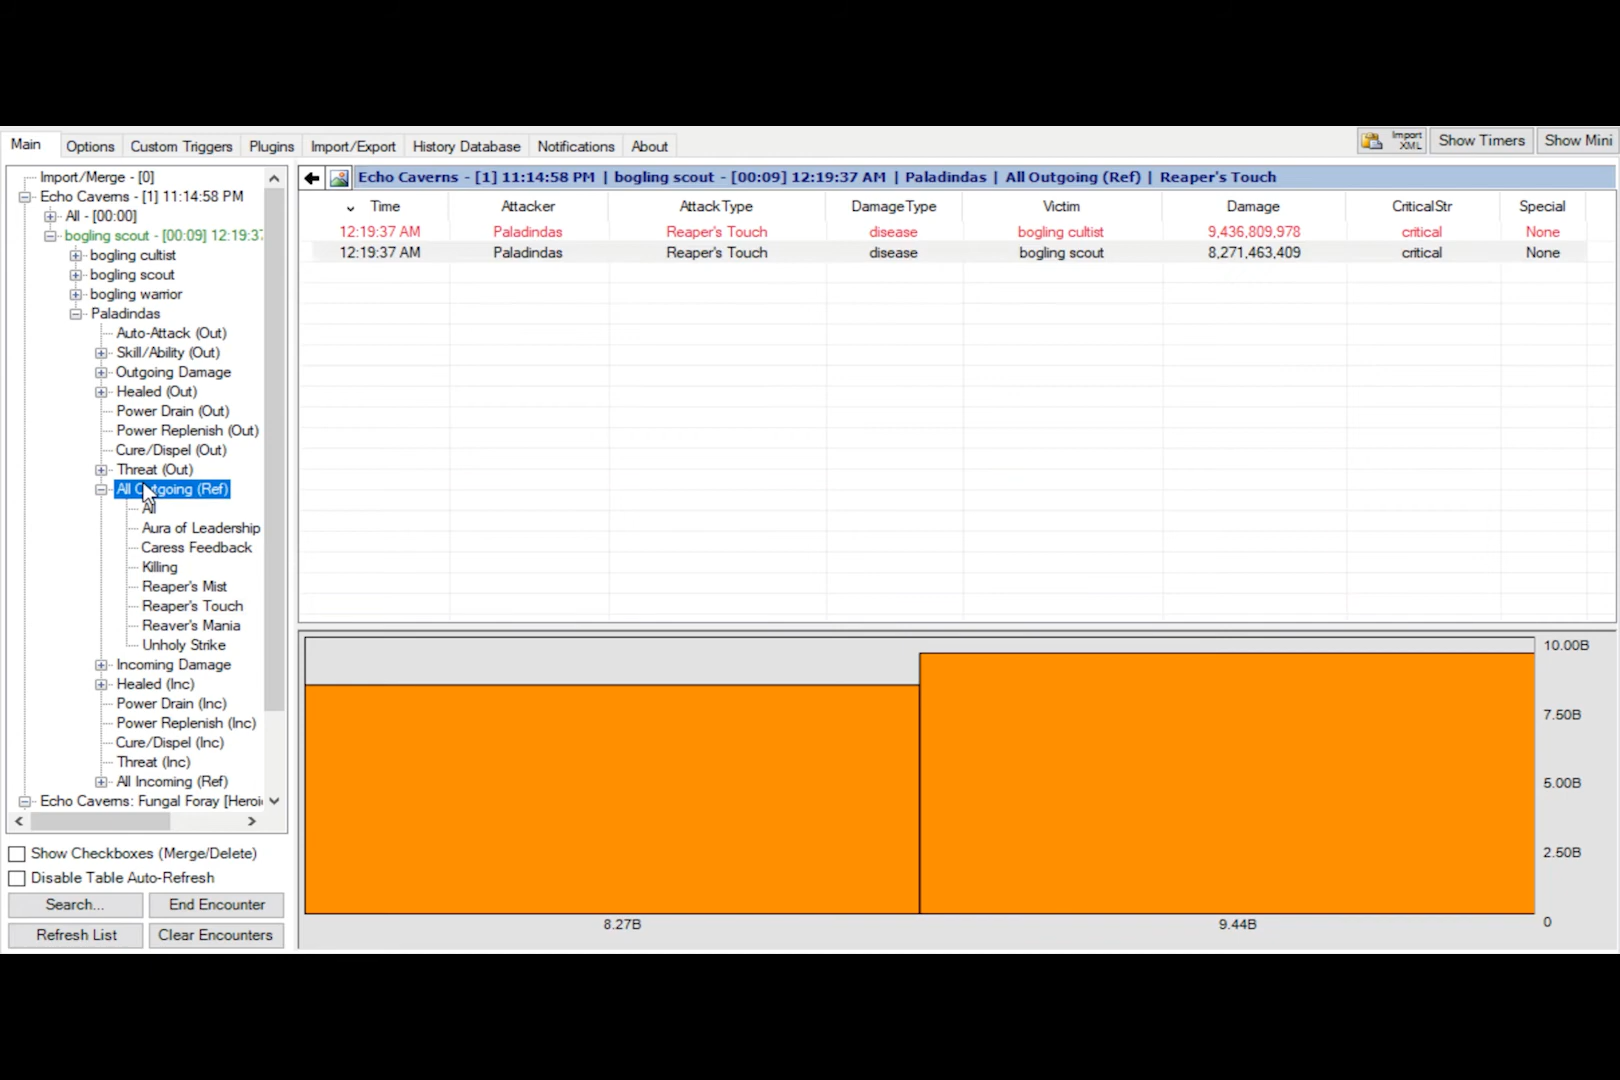 Main Options Custom Triggers Plugins Import/Export History Database Notifications About Import XML Show Timers Show Mini
Import/Merge - [0]
Echo Caverns - [1] 11:14:58 PM
All - [00:00]
bogling scout - [00:09] 12:19:37
bogling cultist
bogling scout
bogling warrior
Paladindas
Auto-Attack (Out)
Skill/Ability (Out)
Outgoing Damage
Healed (Out)
Power Drain (Out)
Power Replenish (Out)
Cure/Dispel (Out)
Threat (Out)
All Outgoing (Ref)
All
Aura of Leadership
Caress Feedback
Killing
Reaper's Mist
Reaper's Touch
Reaver's Mania
Unholy Strike
Incoming Damage
Healed (Inc)
Power Drain (Inc)
Power Replenish (Inc)
Cure/Dispel (Inc)
Threat (Inc)
All Incoming (Ref)
Echo Caverns: Fungal Foray [Heroi
Show Checkboxes (Merge/Delete)
Disable Table Auto-Refresh
Search... End Encounter
Refresh List Clear Encounters
Echo Caverns - [1] 11:14:58 PM | bogling scout - [00:09] 12:19:37 AM | Paladindas | All Outgoing (Ref) | Reaper's Touch
Time Attacker AttackType DamageType Victim Damage CriticalStr Special
12:19:37 AM Paladindas Reaper's Touch disease bogling cultist 9,436,809,978 critical None
12:19:37 AM Paladindas Reaper's Touch disease bogling scout 8,271,463,409 critical None
10.00B
7.50B
5.00B
2.50B
0
8.27B 9.44B